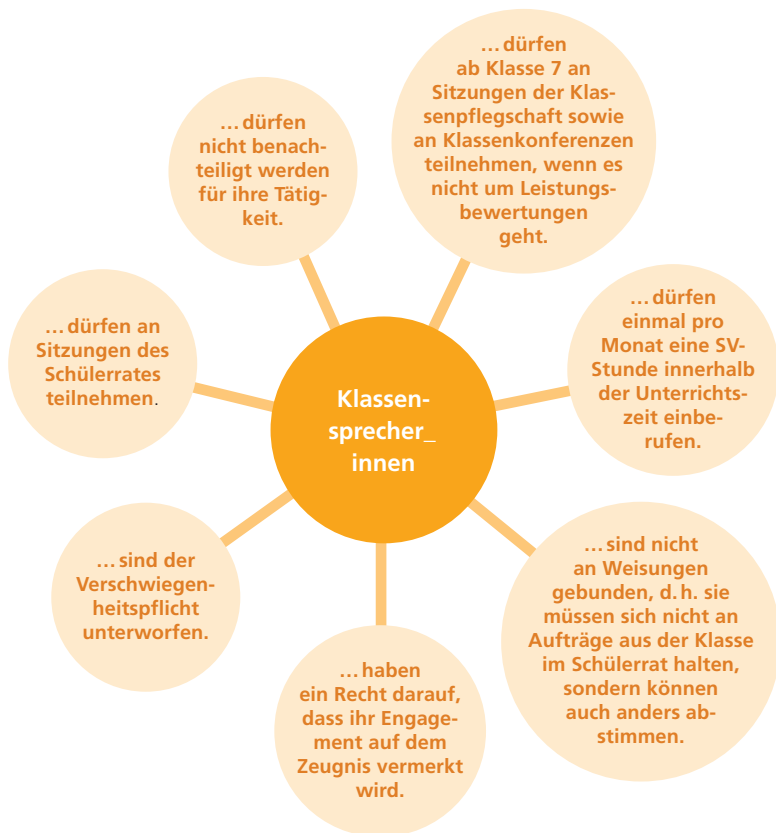 ... dürfen
ab Klasse 7 an
Sitzungen der Klas-
senpflegschaft sowie
an Klassenkonferenzen
teilnehmen, wenn es
nicht um Leistungs-
bewertungen
geht.
... dürfen
nicht benach-
teiligt werden
für ihre Tätig-
keit.
... dürfen
einmal pro
Monat eine SV-
Stunde innerhalb
der Unterrichts-
zeit einbe-
rufen.
... dürfen an
Sitzungen des
Schülerrates
teilnehmen.
Klassen-
sprecher_
innen
... sind nicht
an Weisungen
gebunden, d. h. sie
müssen sich nicht an
Aufträge aus der Klasse
im Schülerrat halten,
sondern können
auch anders ab-
stimmen.
... sind der
Verschwiegen-
heitspflicht
unterworfen.
... haben
ein Recht darauf,
dass ihr Engage-
ment auf dem
Zeugnis vermerkt
wird.